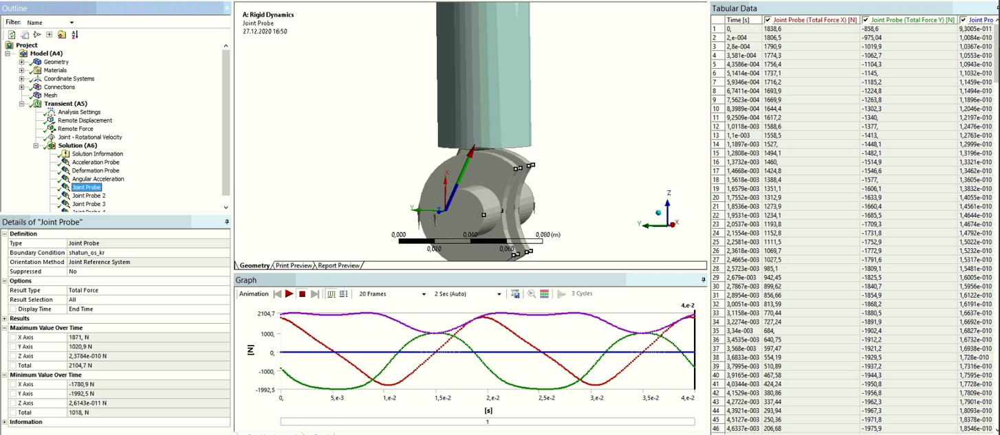 Outline
Filter: Name
Project
Model (A4)
Geometry
Materials
Coordinate Systems
Connections
Mesh
Transient (A5)
Analysis Settings
Remote Displacement
Remote Force
Joint - Rotational Velocity
Solution (A6)
Solution Information
Acceleration Probe
Deformation Probe
Angular Acceleration
Joint Probe
Joint Probe 2
Joint Probe 3
Details of "Joint Probe"
Definition
Type Joint Probe
Boundary Condition shatun_os_kr
Orientation Method Joint Reference System
Suppressed No
Options
Result Type Total Force
Result Selection All
Display Time End Time
Results
Maximum Value Over Time
X Axis 1871, N
Y Axis 1020,9 N
Z Axis 2,3784e-010 N
Total 2104,7 N
Minimum Value Over Time
X Axis -1780,9 N
Y Axis -1992,5 N
Z Axis 2,6143e-011 N
Total 1018, N
Information
A: Rigid Dynamics
Joint Probe
27.12.2020 16:50
X
Y
Z
Z
Y
X
0,000 0,040 0,080 (m)
0,020 0,060
Geometry Print Preview Report Preview
Graph
Animation 20 Frames 2 Sec (Auto) 3 Cycles
4,e-2
2104,7
1000,
0,
-1000,
-1992,5
[N]
0, 5,e-3 1,e-2 1,5e-2 2,e-2 2,5e-2 3,e-2 3,5e-2 4,e-2
[s]
1
Tabular Data
Time [s] Joint Probe (Total Force X) [N] Joint Probe (Total Force Y) [N] Joint Pro
1 0, 1838,6 -858,6 9,3005e-011
2 2,e-004 1806,5 -975,04 1,0084e-010
3 2,8e-004 1790,9 -1019,9 1,0367e-010
4 3,581e-004 1774,3 -1062,7 1,0553e-010
5 4,3586e-004 1756,4 -1104,3 1,0943e-010
6 5,1414e-004 1737,1 -1145, 1,1032e-010
7 5,9346e-004 1716,2 -1185,2 1,1459e-010
8 6,7411e-004 1693,9 -1224,8 1,1494e-010
9 7,5623e-004 1669,9 -1263,8 1,1896e-010
10 8,3989e-004 1644,4 -1302,3 1,2046e-010
11 9,2509e-004 1617,2 -1340, 1,2197e-010
12 1,0118e-003 1588,6 -1377, 1,2476e-010
13 1,1e-003 1558,5 -1413, 1,2763e-010
14 1,1897e-003 1527, -1448,1 1,2999e-010
15 1,2808e-003 1494,1 -1482,1 1,3196e-010
16 1,3732e-003 1460, -1514,9 1,3321e-010
17 1,4668e-003 1424,8 -1546,6 1,3462e-010
18 1,5618e-003 1388,4 -1577, 1,3605e-010
19 1,6579e-003 1351,1 -1606,1 1,3832e-010
20 1,7552e-003 1312,9 -1633,9 1,4055e-010
21 1,8536e-003 1273,9 -1660,4 1,4561e-010
22 1,9531e-003 1234,1 -1685,5 1,4644e-010
23 2,0537e-003 1193,8 -1709,3 1,4674e-010
24 2,1554e-003 1152,8 -1731,8 1,4792e-010
25 2,2581e-003 1111,5 -1752,9 1,5022e-010
26 2,3618e-003 1069,7 -1772,9 1,5232e-010
27 2,4665e-003 1027,5 -1791,6 1,5317e-010
28 2,5723e-003 985,1 -1809,1 1,5481e-010
29 2,679e-003 942,45 -1825,5 1,6005e-010
30 2,7867e-003 899,62 -1840,7 1,5956e-010
31 2,8954e-003 856,66 -1854,9 1,6122e-010
32 3,0051e-003 813,59 -1868,2 1,6191e-010
33 3,1158e-003 770,44 -1880,5 1,6637e-010
34 3,2274e-003 727,24 -1891,9 1,6692e-010
35 3,34e-003 684, -1902,4 1,6827e-010
36 3,4535e-003 640,75 -1912,2 1,6732e-010
37 3,568e-003 597,47 -1921,2 1,6938e-010
38 3,6833e-003 554,19 -1929,5 1,728e-010
39 3,7995e-003 510,89 -1937,2 1,7316e-010
40 3,9165e-003 467,58 -1944,3 1,7595e-010
41 4,0344e-003 424,24 -1950,8 1,7728e-010
42 4,1529e-003 380,86 -1956,8 1,7809e-010
43 4,2722e-003 337,44 -1962,3 1,7901e-010
44 4,3921e-003 293,94 -1967,3 1,8093e-010
45 4,5127e-003 250,36 -1971,8 1,8378e-010
46 4,6337e-003 206,68 -1975,9 1,8546e-010